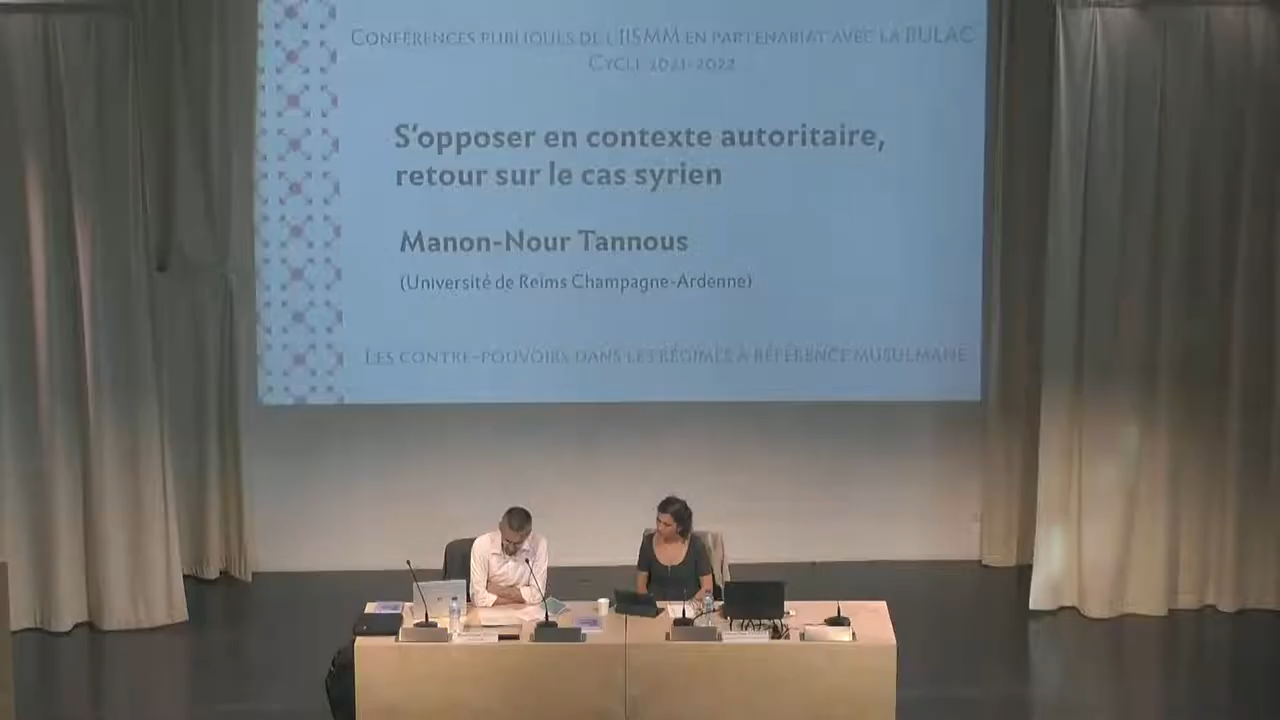 CONFÉRENCES PUBLIQUES DE L'IISMM EN PARTENARIAT AVEC LA BULAC
CYCLE 2021-2022
S'opposer en contexte autoritaire,
retour sur le cas syrien
Manon-Nour Tannous
(Université de Reims Champagne-Ardenne)
LES CONTRE-POUVOIRS DANS LES RÉGIMES À RÉFÉRENCE MUSULMANE